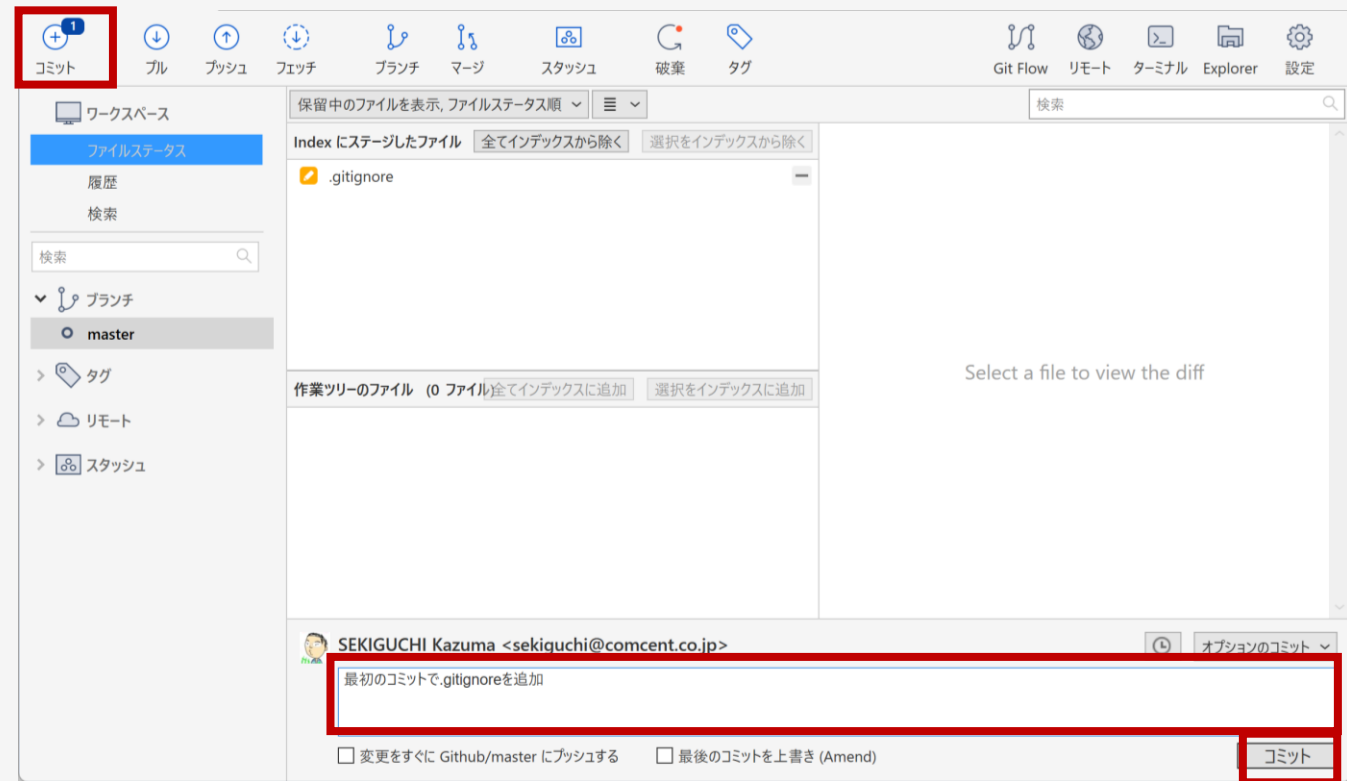 1
コミット プル プッシュ フェッチ ブランチ マージ スタッシュ 破棄 タグ Git Flow リモート ターミナル Explorer 設定
ワークスペース
ファイルステータス
履歴
検索
検索
ブランチ
master
タグ
リモート
スタッシュ
保留中のファイルを表示, ファイルステータス順
検索
Index にステージしたファイル 全てインデックスから除く 選択をインデックスから除く
.gitignore
作業ツリーのファイル (0 ファイル) 全てインデックスに追加 選択をインデックスに追加
Select a file to view the diff
SEKIGUCHI Kazuma <sekiguchi@comcent.co.jp>
オプションのコミット
最初のコミットで.gitignoreを追加
変更をすぐに Github/master にプッシュする 最後のコミットを上書き (Amend)
コミット